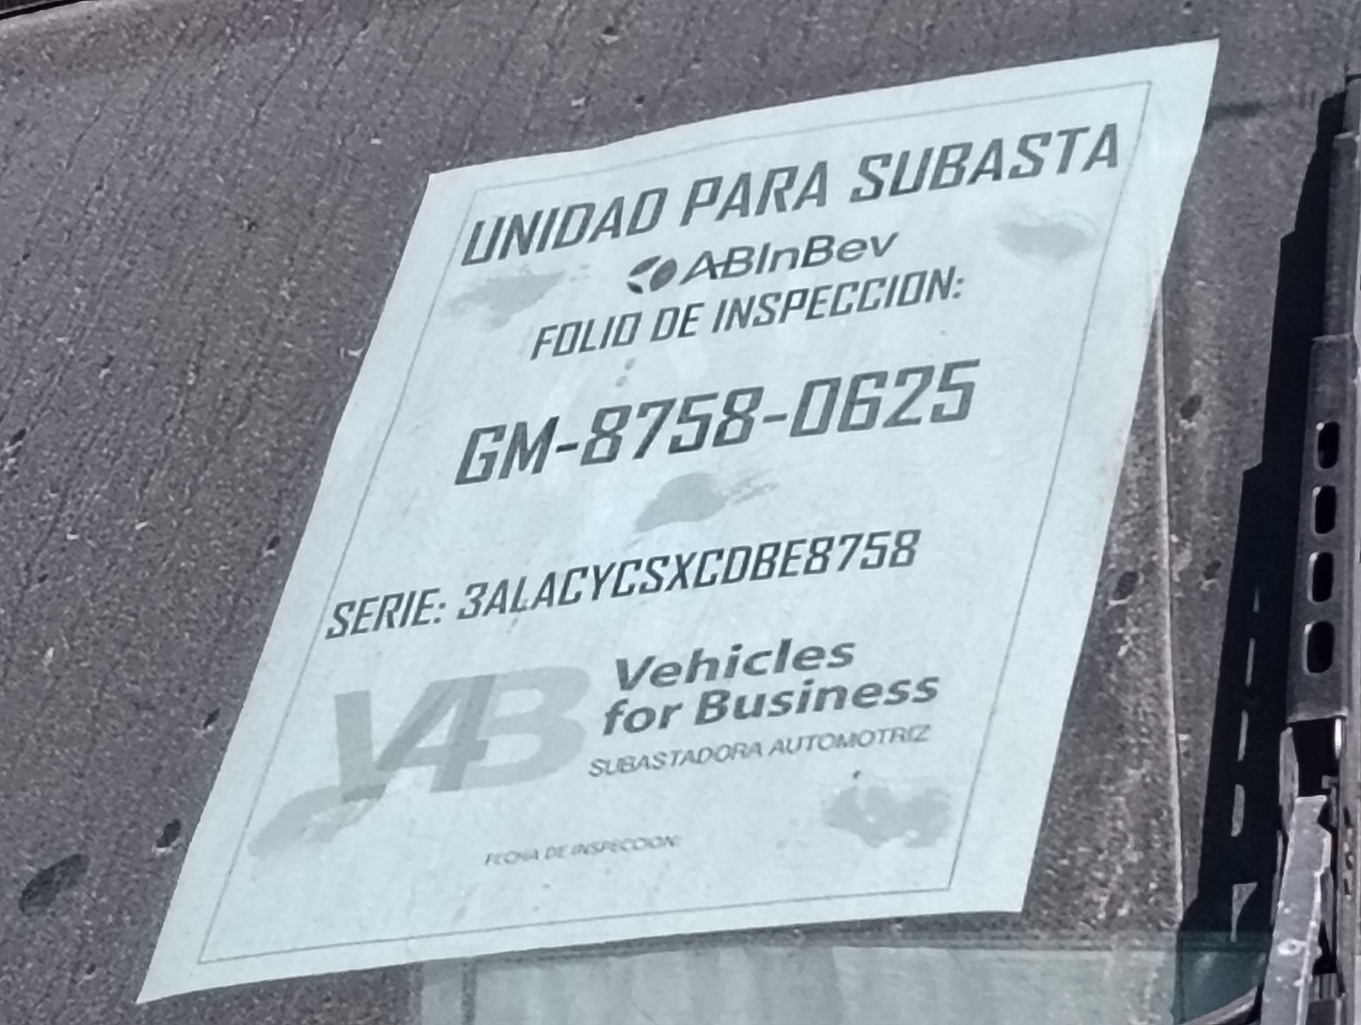 UNIDAD PARA SUBASTA
ABInBev
FOLIO DE INSPECCION:
GM-8758-0625
SERIE: 3ALACYCSXCDBE8758
V4B Vehicles
for Business
SUBASTADORA AUTOMOTRIZ
FECHA DE INSPECCION: